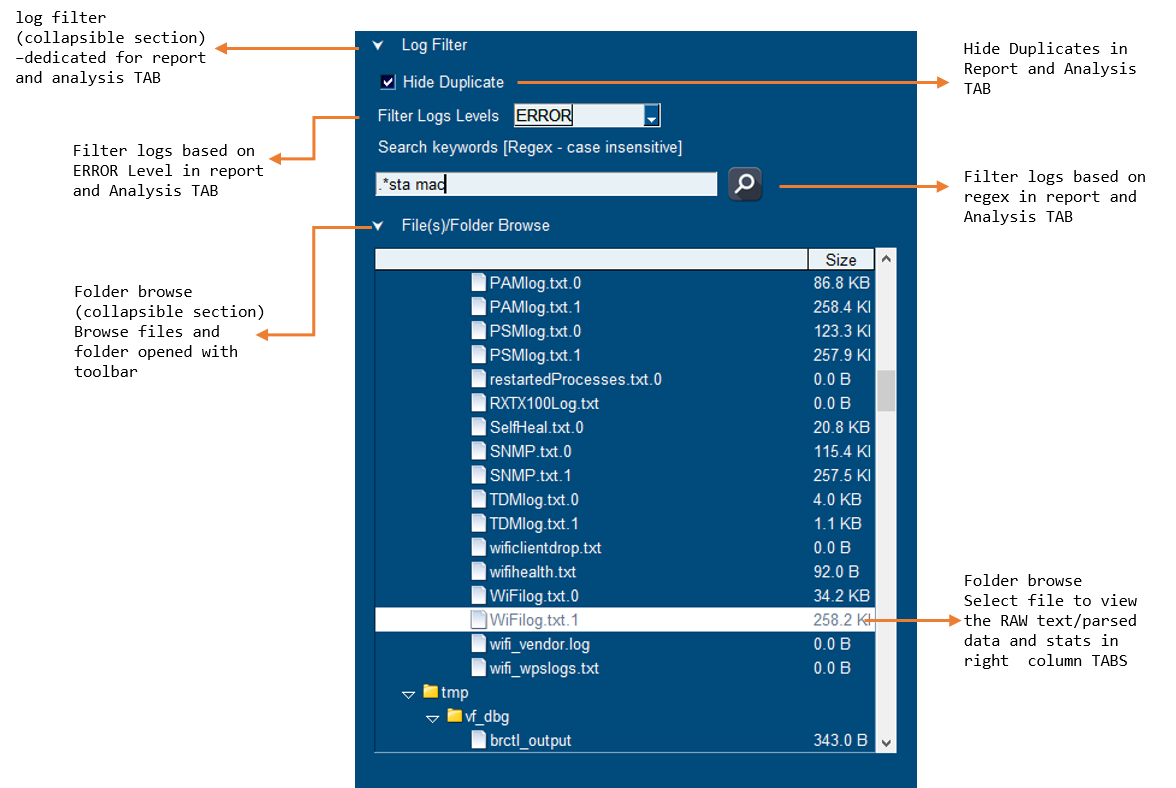 log filter
(collapsible section)
–dedicated for report
and analysis TAB
Filter logs based on
ERROR Level in report
and Analysis TAB
Folder browse
(collapsible section)
Browse files and
folder opened with
toolbar
Log Filter
Hide Duplicate
Filter Logs Levels ERROR
Search keywords [Regex - case insensitive]
.*sta mac
File(s)/Folder Browse
Size
PAMlog.txt.0 86.8 KB
PAMlog.txt.1 258.4 KI
PSMlog.txt.0 123.3 KI
PSMlog.txt.1 257.9 KI
restartedProcesses.txt.0 0.0 B
RXTX100Log.txt 0.0 B
SelfHeal.txt.0 20.8 KB
SNMP.txt.0 115.4 KI
SNMP.txt.1 257.5 KI
TDMlog.txt.0 4.0 KB
TDMlog.txt.1 1.1 KB
wificlientdrop.txt 0.0 B
wifihealth.txt 92.0 B
WiFilog.txt.0 34.2 KB
WiFilog.txt.1 258.2 KI
wifi_vendor.log 0.0 B
wifi_wpslogs.txt 0.0 B
tmp
vf_dbg
brctl_output 343.0 B
Hide Duplicates in
Report and Analysis
TAB
Filter logs based on
regex in report and
Analysis TAB
Folder browse
Select file to view
the RAW text/parsed
data and stats in
right column TABS